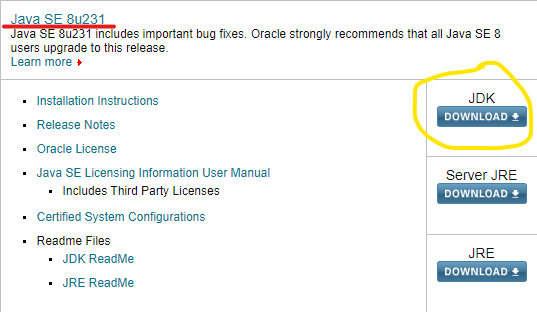 Java SE 8u231
Java SE 8u231 includes important bug fixes. Oracle strongly recommends that all Java SE 8
users upgrade to this release.
Learn more
Installation Instructions
Release Notes
Oracle License
Java SE Licensing Information User Manual
Includes Third Party Licenses
Certified System Configurations
Readme Files
JDK ReadMe
JRE ReadMe
JDK
DOWNLOAD
Server JRE
DOWNLOAD
JRE
DOWNLOAD